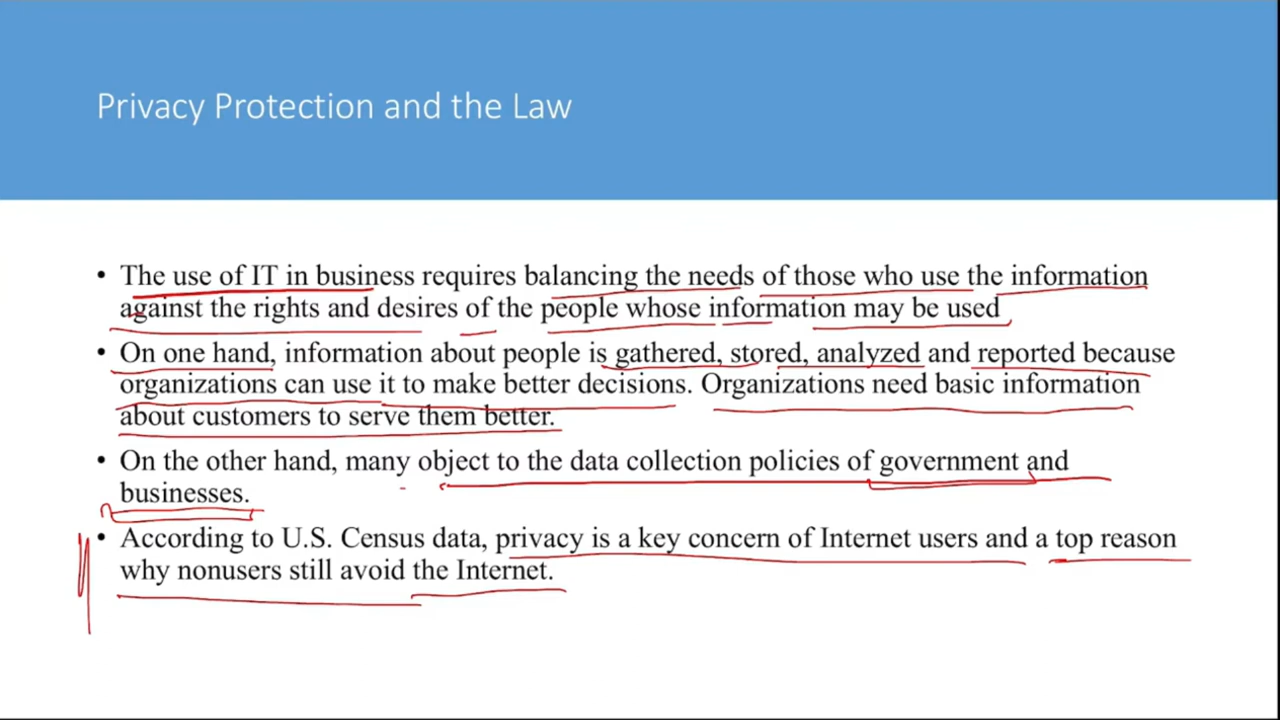 Privacy Protection and the Law
• The use of IT in business requires balancing the needs of those who use the information
against the rights and desires of the people whose information may be used
• On one hand, information about people is gathered, stored, analyzed and reported because
organizations can use it to make better decisions. Organizations need basic information
about customers to serve them better.
• On the other hand, many object to the data collection policies of government and
businesses.
• According to U.S. Census data, privacy is a key concern of Internet users and a top reason
why nonusers still avoid the Internet.